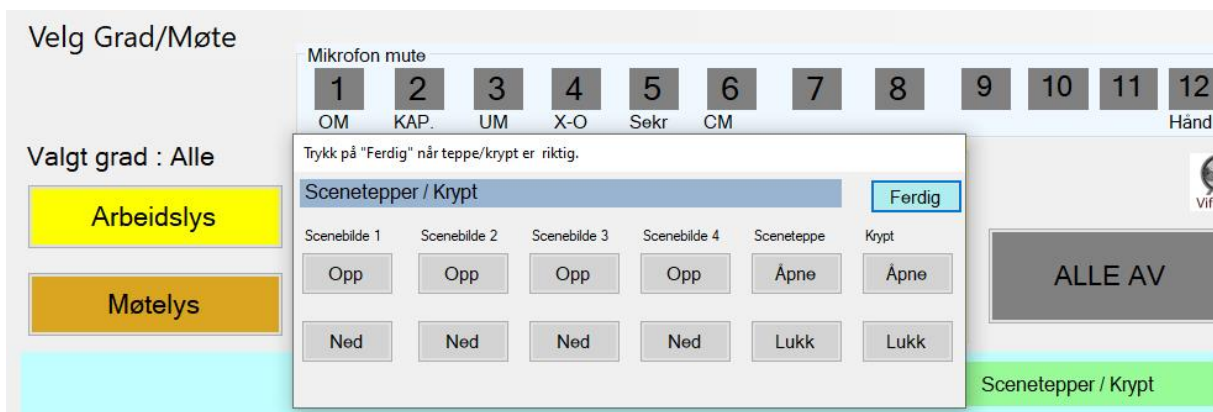 Velg Grad/Møte
Mikrofon mute
1 2 3 4 5 6 7 8 9 10 11 12
OM KAP. UM X-O Sekr CM Hånd
Valgt grad : Alle
Trykk på "Ferdig" når teppe/krypt er riktig.
Scenetepper / Krypt
Ferdig
Vif
Arbeidslys
Scenebilde 1 Scenebilde 2 Scenebilde 3 Scenebilde 4 Sceneteppe Krypt
Opp Opp Opp Opp Åpne Åpne
ALLE AV
Møtelys
Ned Ned Ned Ned Lukk Lukk
Scenetepper / Krypt